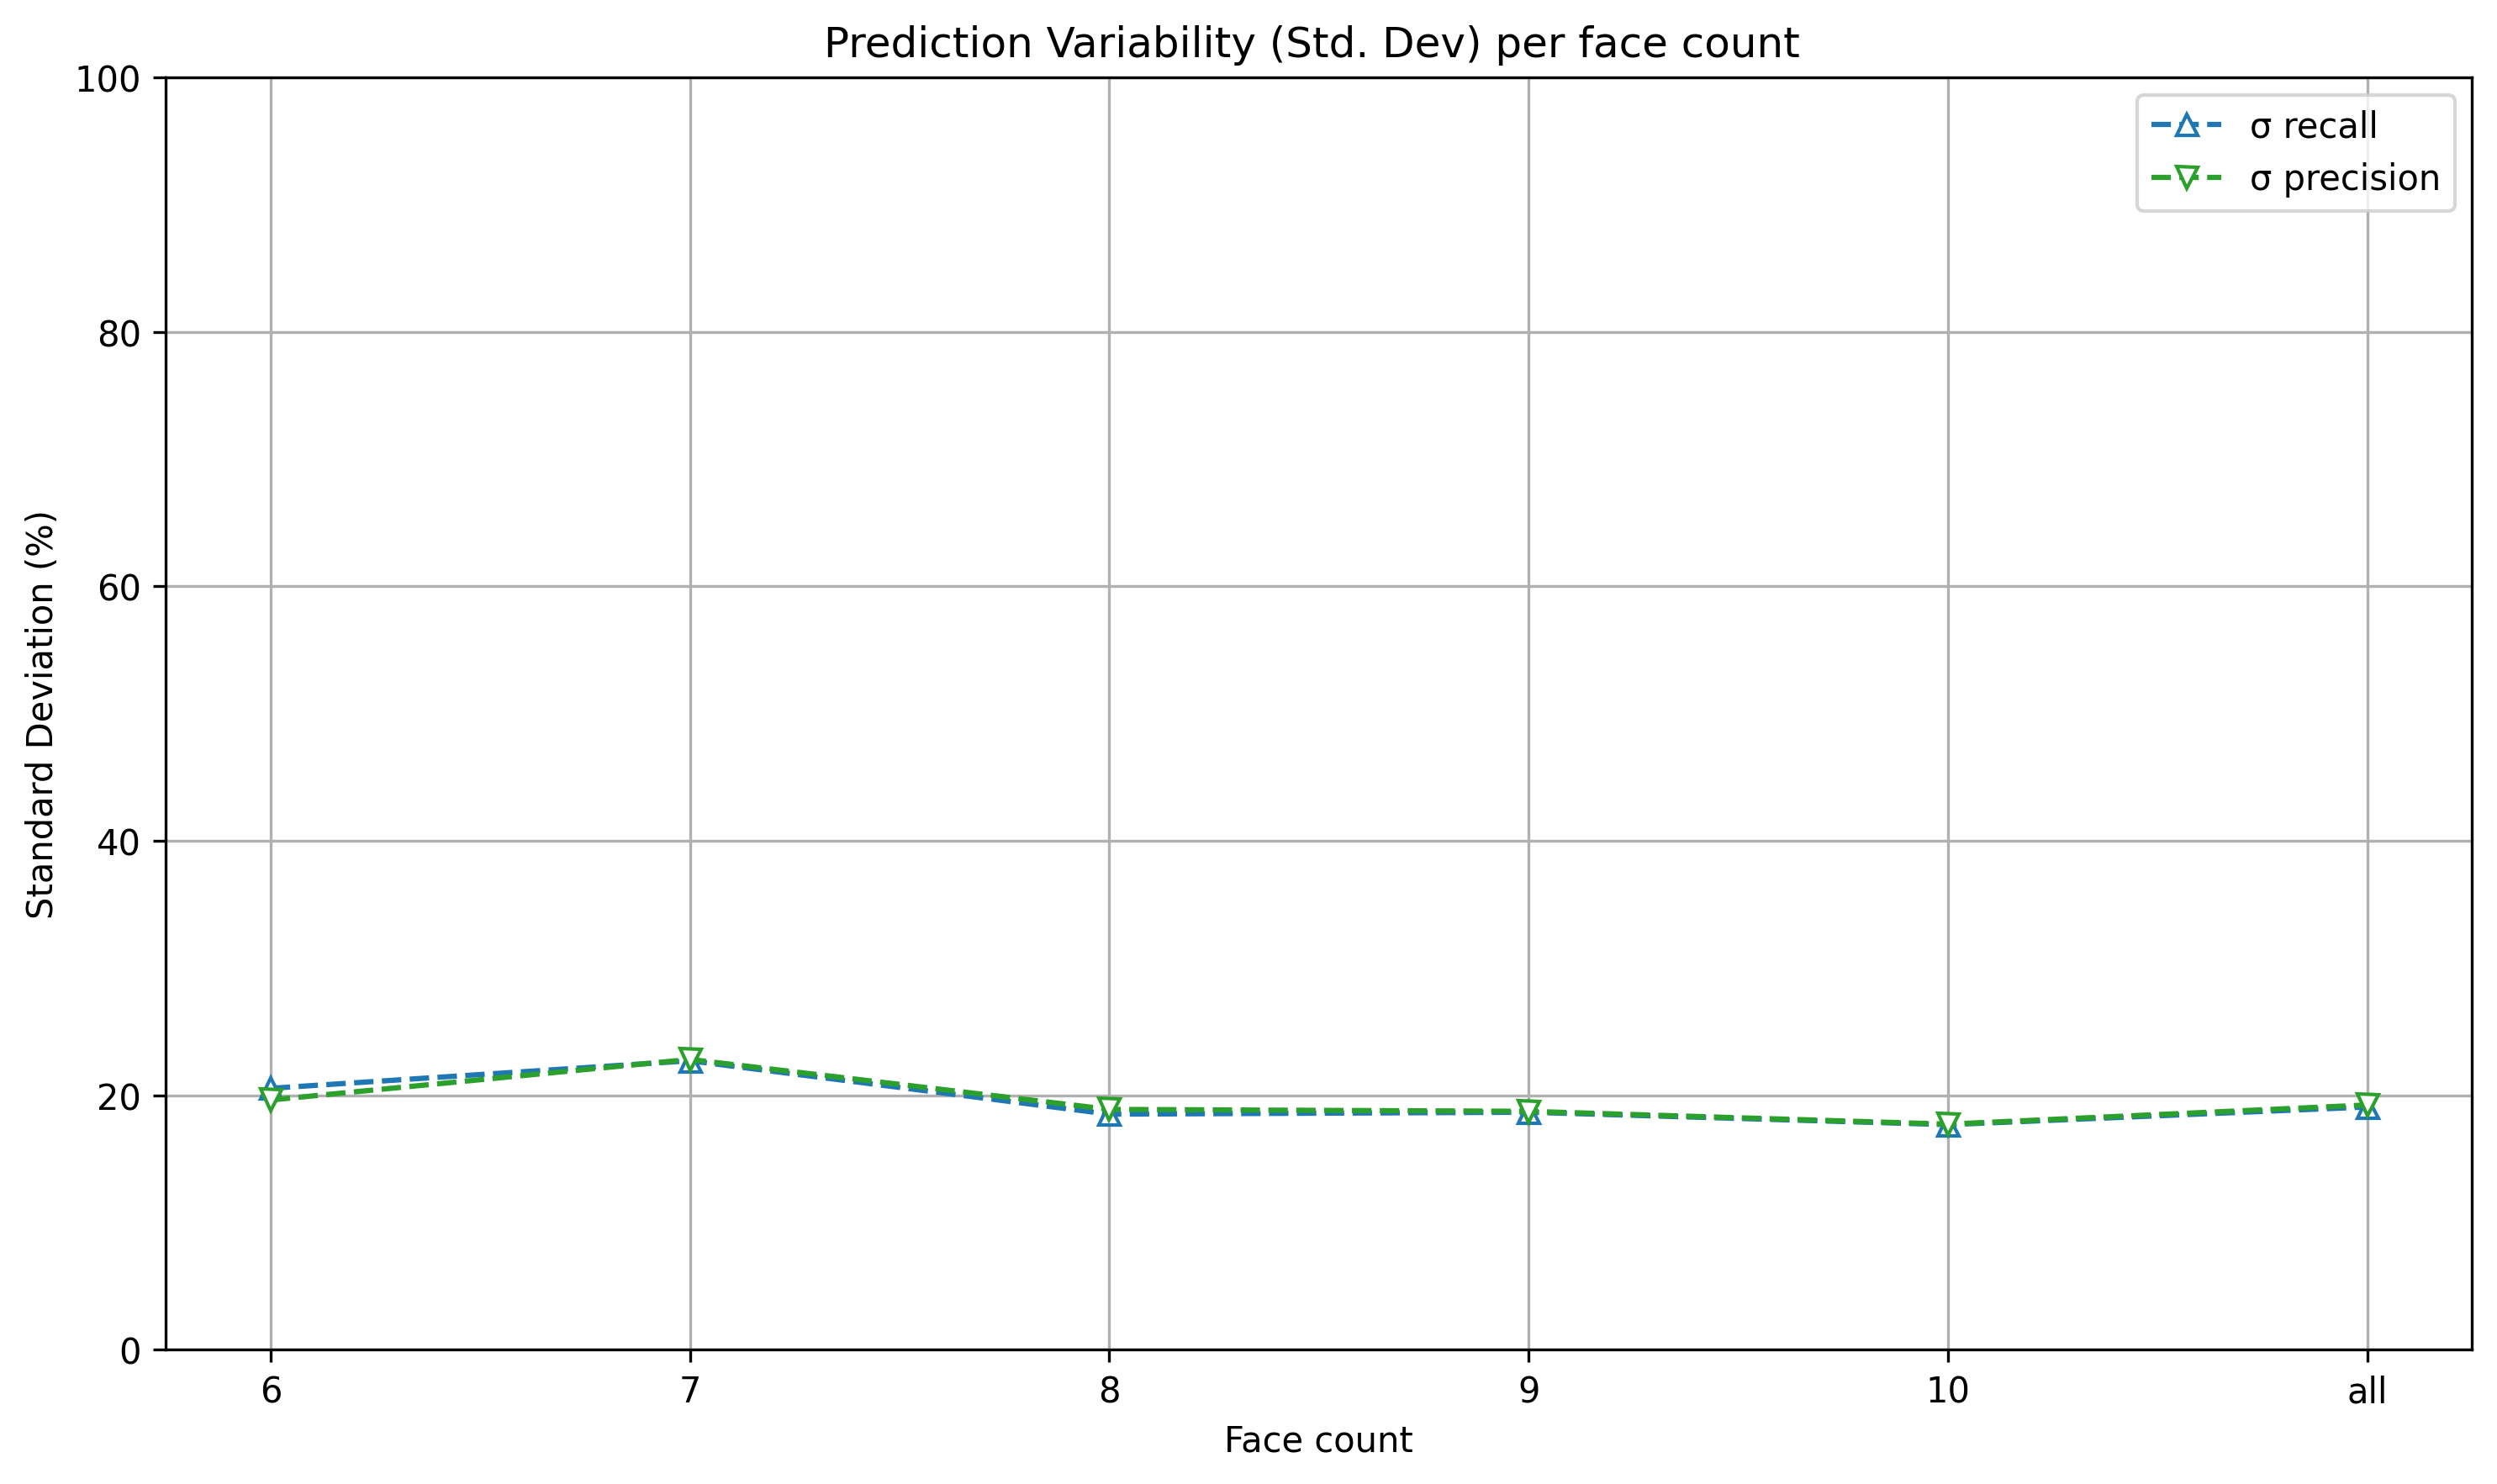 Prediction Variability (Std. Dev) per face count
100
80
60
40
20
0
Standard Deviation (%)
σ recall
σ precision
6 7 8 9 10 all
Face count